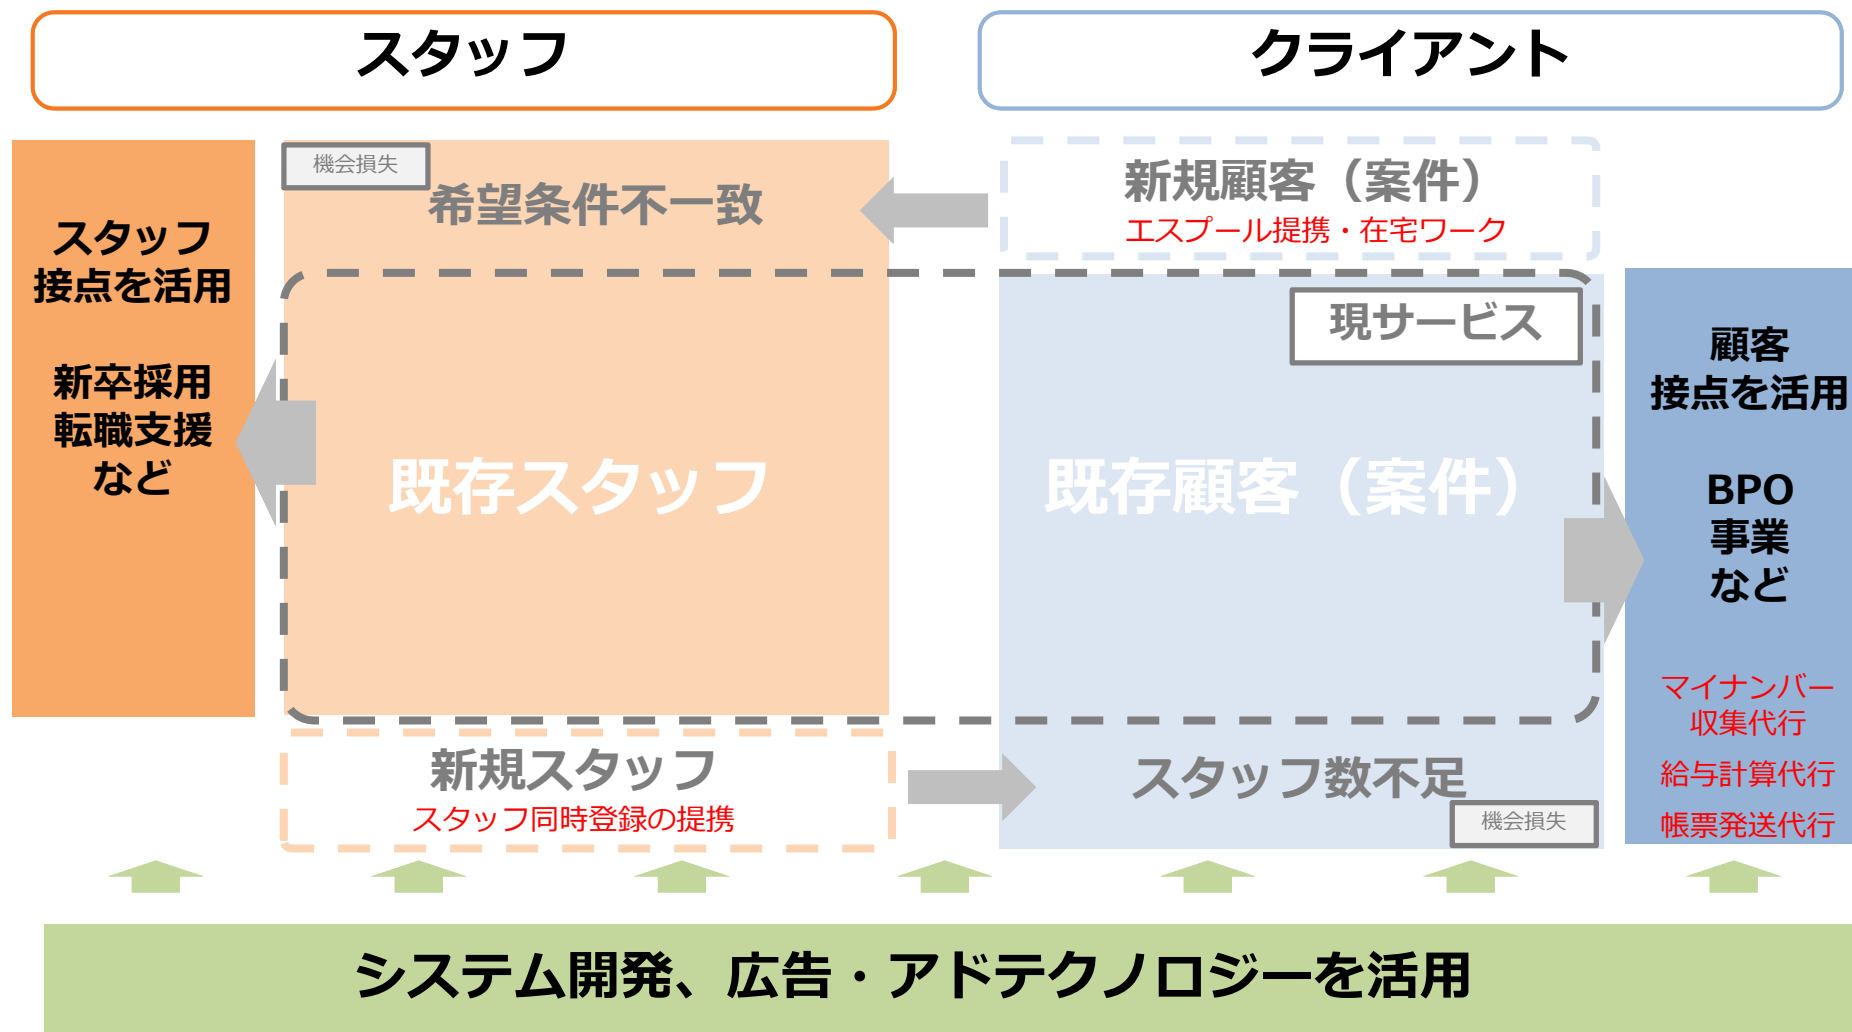 スタッフ
クライアント
機会損失
希望条件不一致
新規顧客（案件）
エスプール提携・在宅ワーク
スタッフ
接点を活用
新卒採用
転職支援
など
現サービス
既存スタッフ
既存顧客（案件）
顧客
接点を活用
BPO
事業
など
マイナンバー
収集代行
給与計算代行
帳票発送代行
新規スタッフ
スタッフ同時登録の提携
スタッフ数不足
機会損失
システム開発、広告・アドテクノロジーを活用